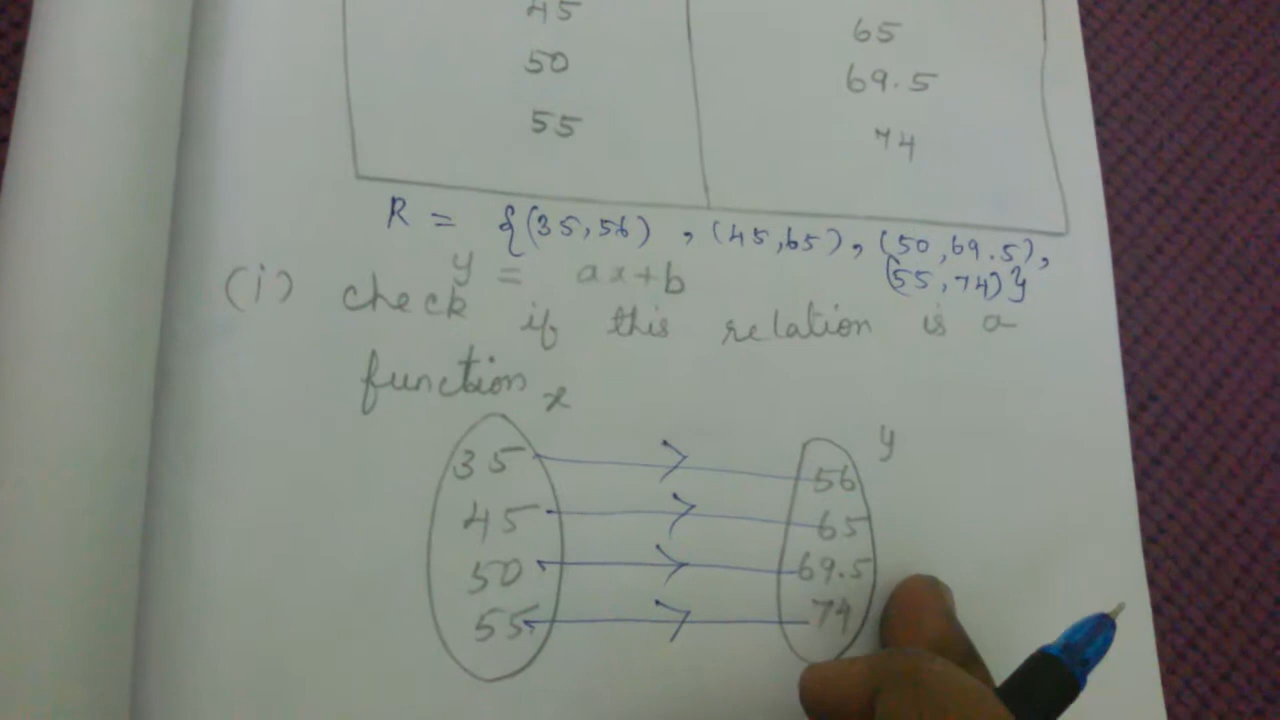 45 65
50 69.5
55 74
R = {(35,56) , (45,65), (50,69.5),
(55,74)}
y = ax+b
(i) check if this relation is a
function
x y
35 56
45 65
50 69.5
55 74